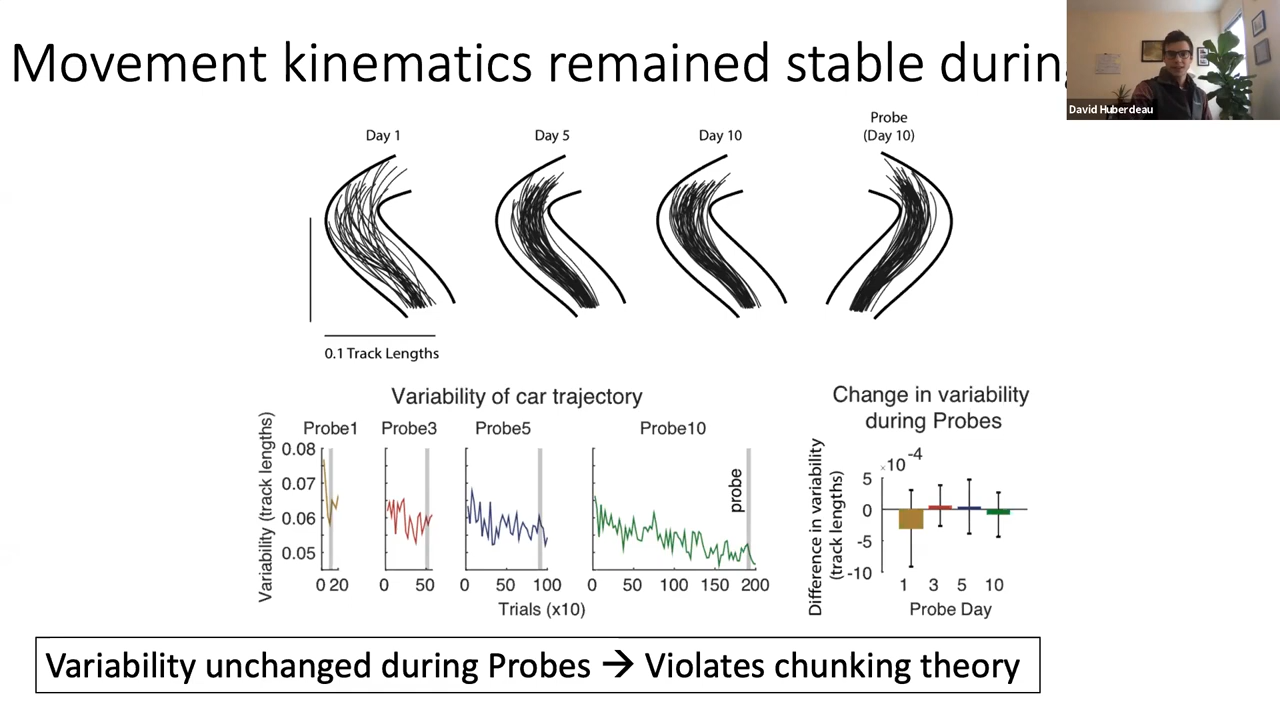 Movement kinematics remained stable during
David Huberdeau
Day 1
Day 5
Day 10
Probe
(Day 10)
0.1 Track Lengths
Variability of car trajectory
Probe1
Probe3
Probe5
Probe10
Variability (track lengths)
0.08
0.07
0.06
0.05
probe
0 20
0 50
0 50 100
0 50 100 150 200
Trials (x10)
Change in variability
during Probes
×10 -4
Difference in variability
(track lengths)
5
0
-5
-10
1 3 5 10
Probe Day
Variability unchanged during Probes → Violates chunking theory